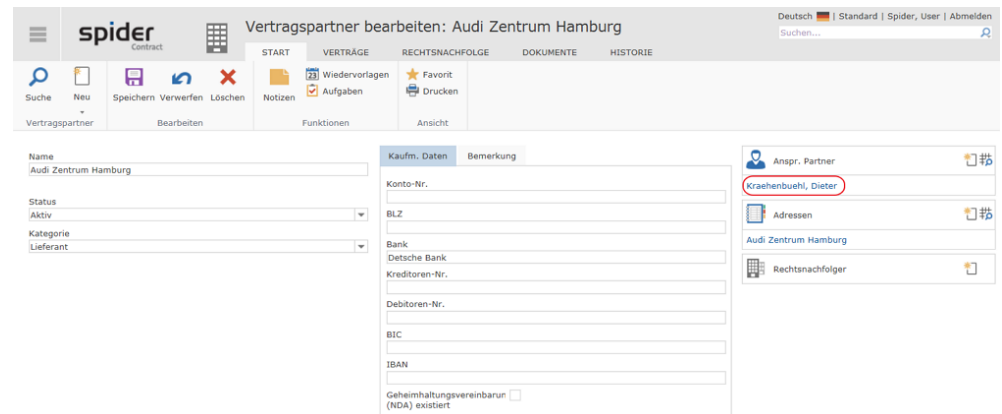 Deutsch | Standard | Spider, User | Abmelden
spider
Contract
Vertragspartner bearbeiten: Audi Zentrum Hamburg
Suchen...
START VERTRÄGE RECHTSNACHFOLGE DOKUMENTE HISTORIE
Suche Neu Speichern Verwerfen Löschen Notizen
23 Wiedervorlagen
Aufgaben
Favorit
Drucken
Vertragspartner Bearbeiten Funktionen Ansicht
Name
Audi Zentrum Hamburg
Status
Aktiv
Kategorie
Lieferant
Kaufm. Daten Bemerkung
Konto-Nr.
BLZ
Bank
Detsche Bank
Kreditoren-Nr.
Debitoren-Nr.
BIC
IBAN
Geheimhaltungsvereinbarun
(NDA) existiert
Anspr. Partner
Kraehenbuehl, Dieter
Adressen
Audi Zentrum Hamburg
Rechtsnachfolger